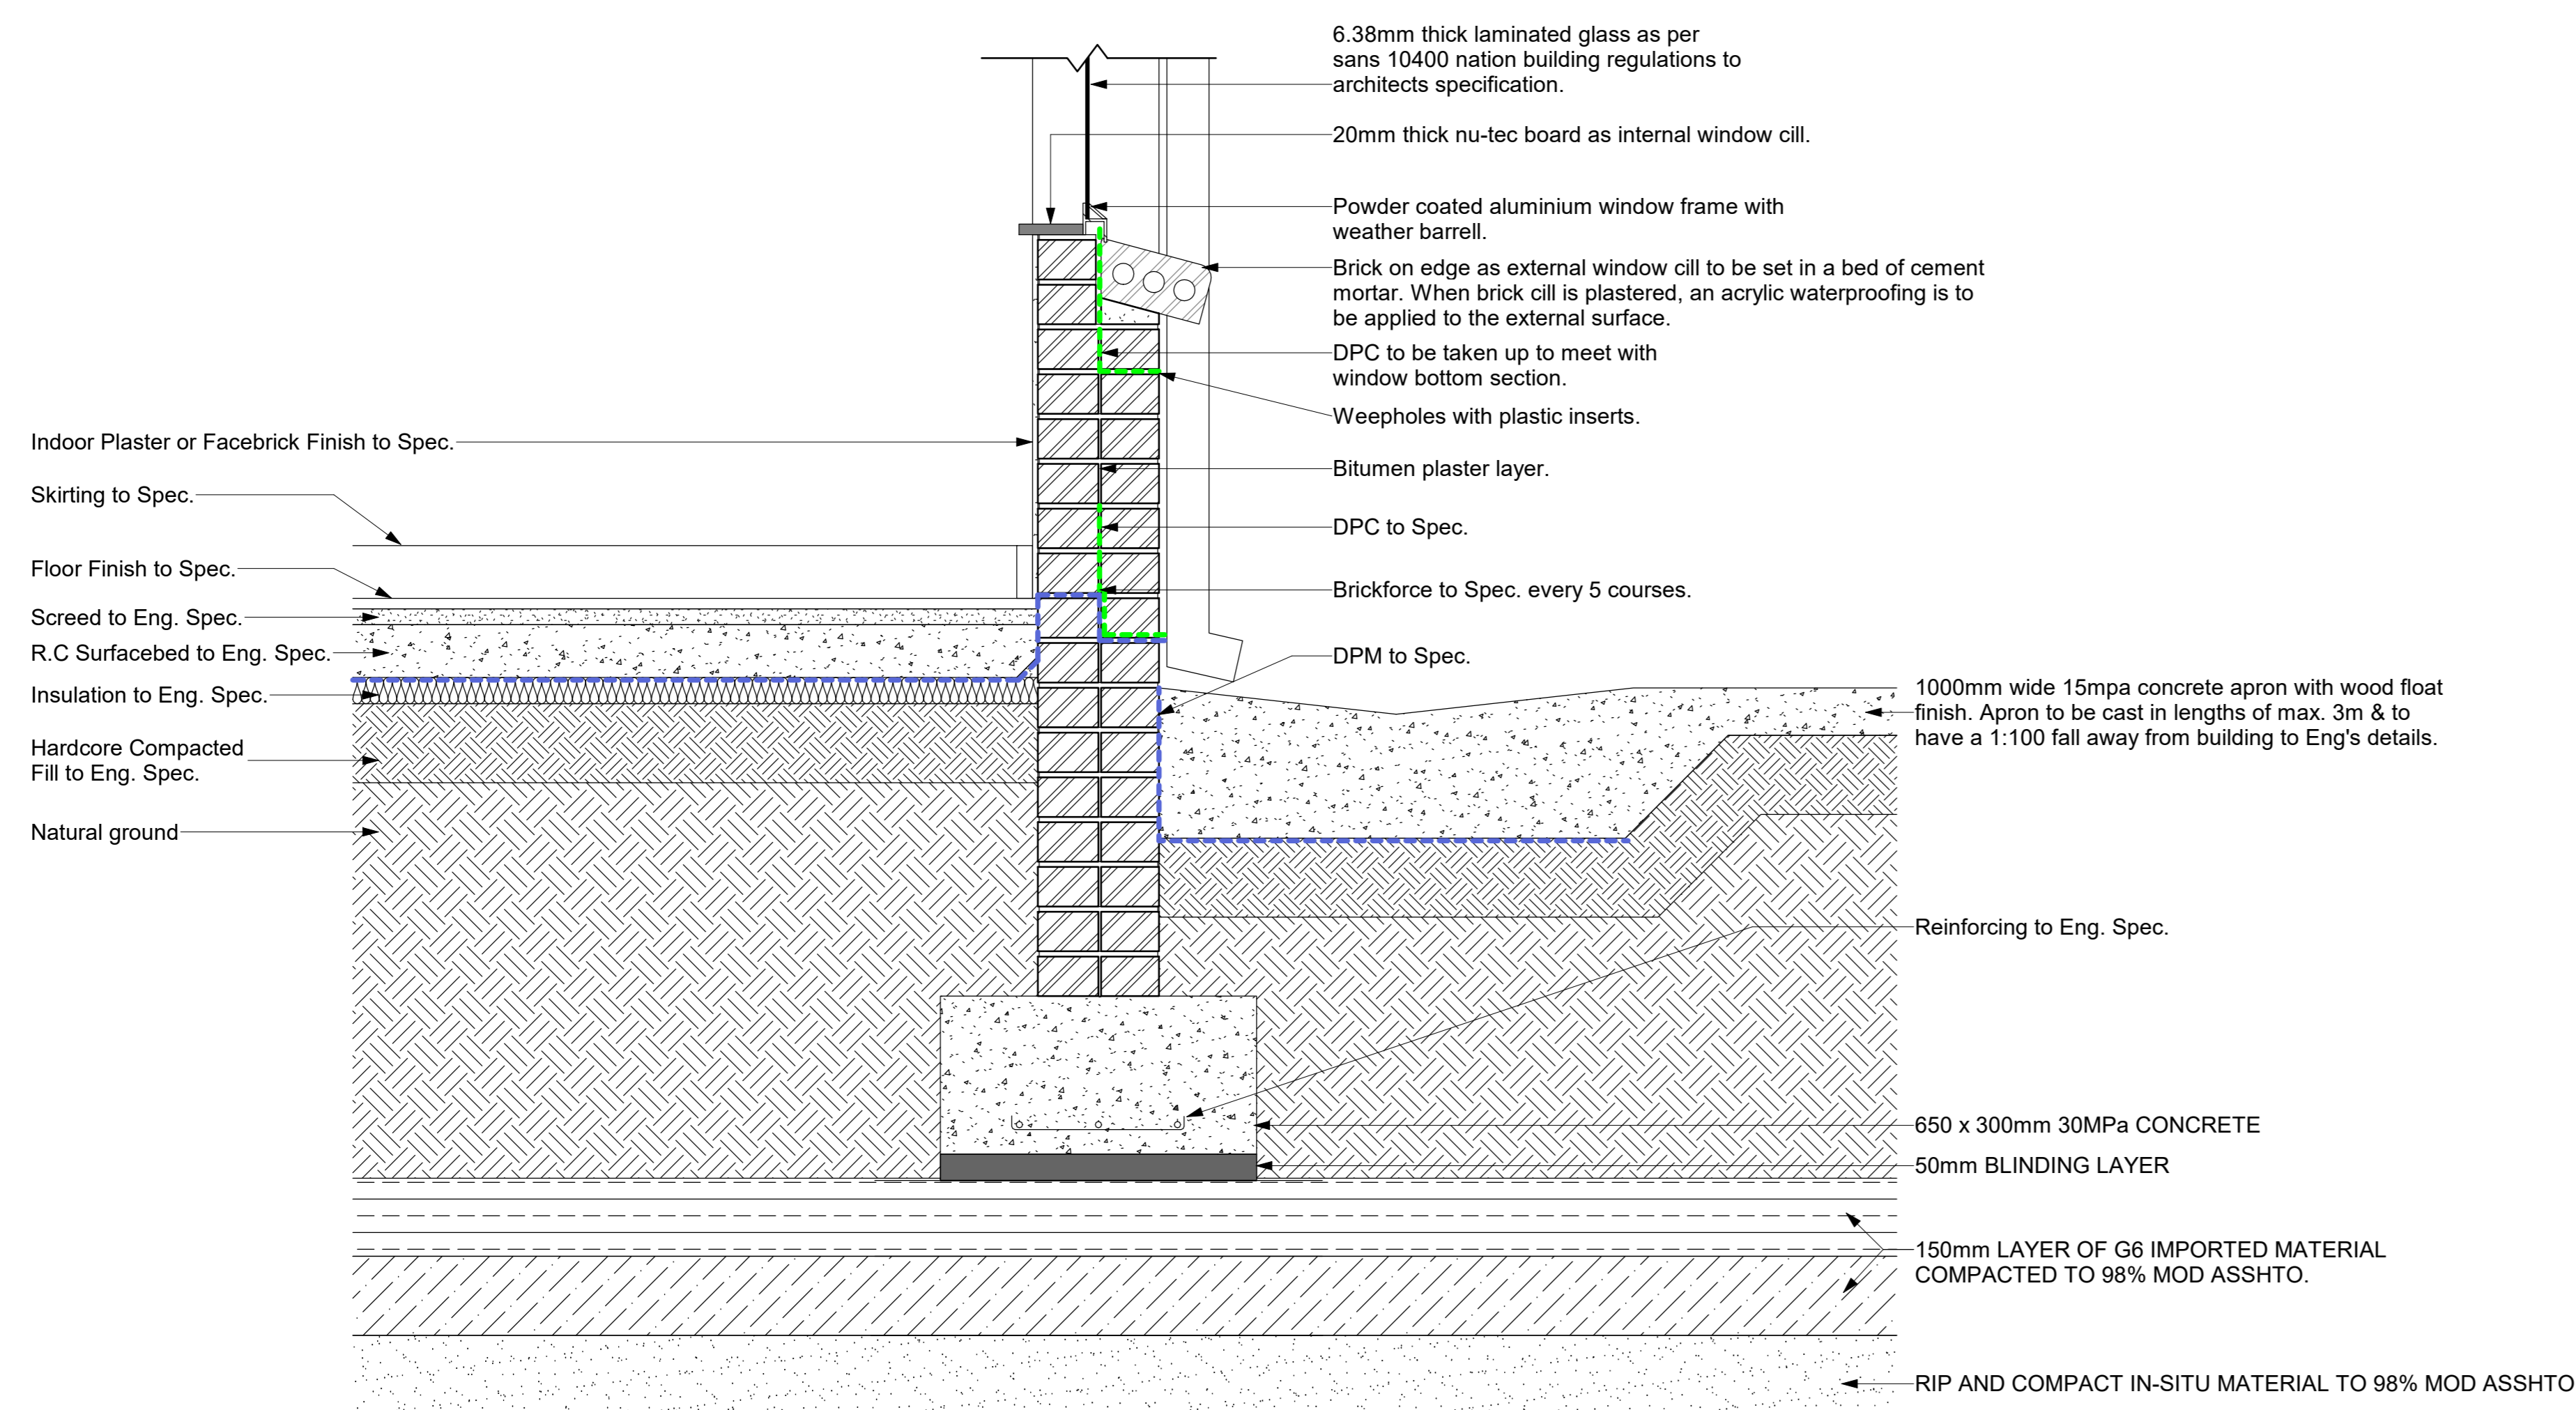 6.38mm thick laminated glass as per
sans 10400 nation building regulations to
architects specification.
20mm thick nu-tec board as internal window cill.
Powder coated aluminium window frame with
weather barrell.
Brick on edge as external window cill to be set in a bed of cement
mortar. When brick cill is plastered, an acrylic waterproofing is to
be applied to the external surface.
DPC to be taken up to meet with
window bottom section.
Weepholes with plastic inserts.
Bitumen plaster layer.
DPC to Spec.
Brickforce to Spec. every 5 courses.
DPM to Spec.
Indoor Plaster or Facebrick Finish to Spec.
Skirting to Spec.
Floor Finish to Spec.
Screed to Eng. Spec.
R.C Surfacebed to Eng. Spec.
Insulation to Eng. Spec.
Hardcore Compacted
Fill to Eng. Spec.
Natural ground
1000mm wide 15mpa concrete apron with wood float
finish. Apron to be cast in lengths of max. 3m & to
have a 1:100 fall away from building to Eng's details.
Reinforcing to Eng. Spec.
650 x 300mm 30MPa CONCRETE
50mm BLINDING LAYER
150mm LAYER OF G6 IMPORTED MATERIAL
COMPACTED TO 98% MOD ASSHTO.
RIP AND COMPACT IN-SITU MATERIAL TO 98% MOD ASSHTO